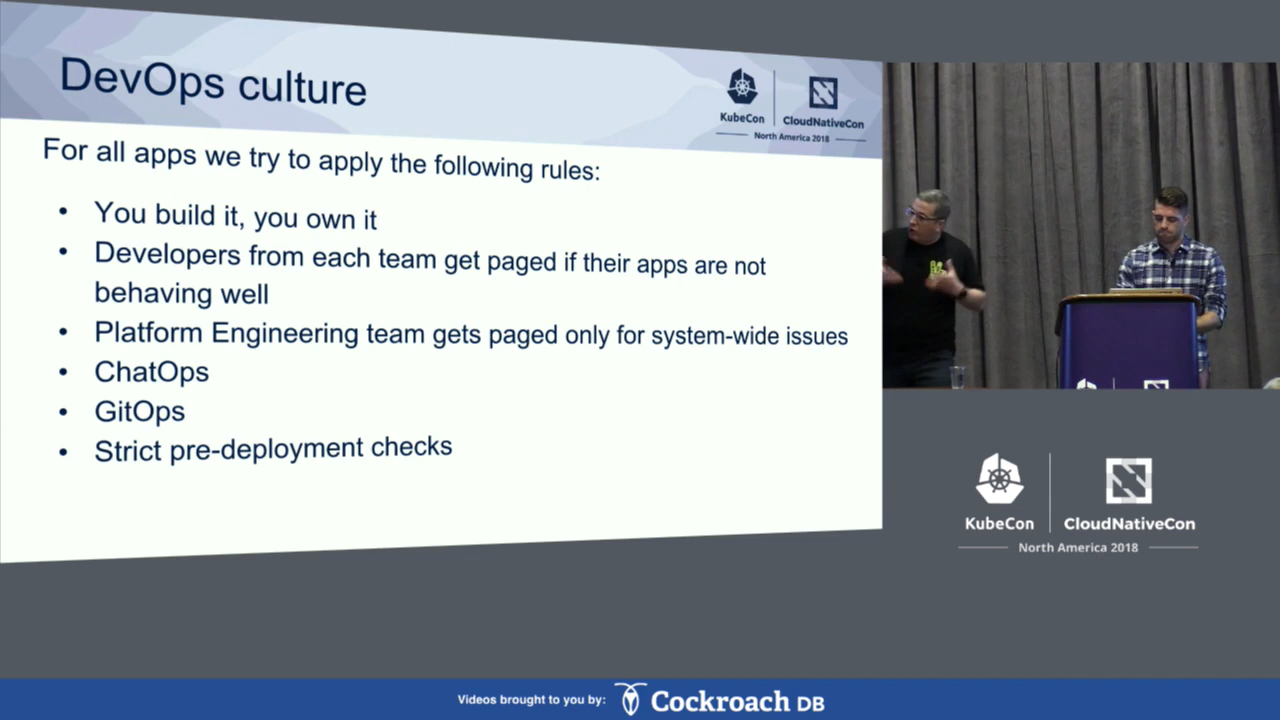 DevOps culture
KubeCon
CloudNativeCon
North America 2018
For all apps we try to apply the following rules:
• You build it, you own it
• Developers from each team get paged if their apps are not
behaving well
• Platform Engineering team gets paged only for system-wide issues
• ChatOps
• GitOps
• Strict pre-deployment checks
KubeCon
CloudNativeCon
North America 2018
Videos brought to you by:
Cockroach DB